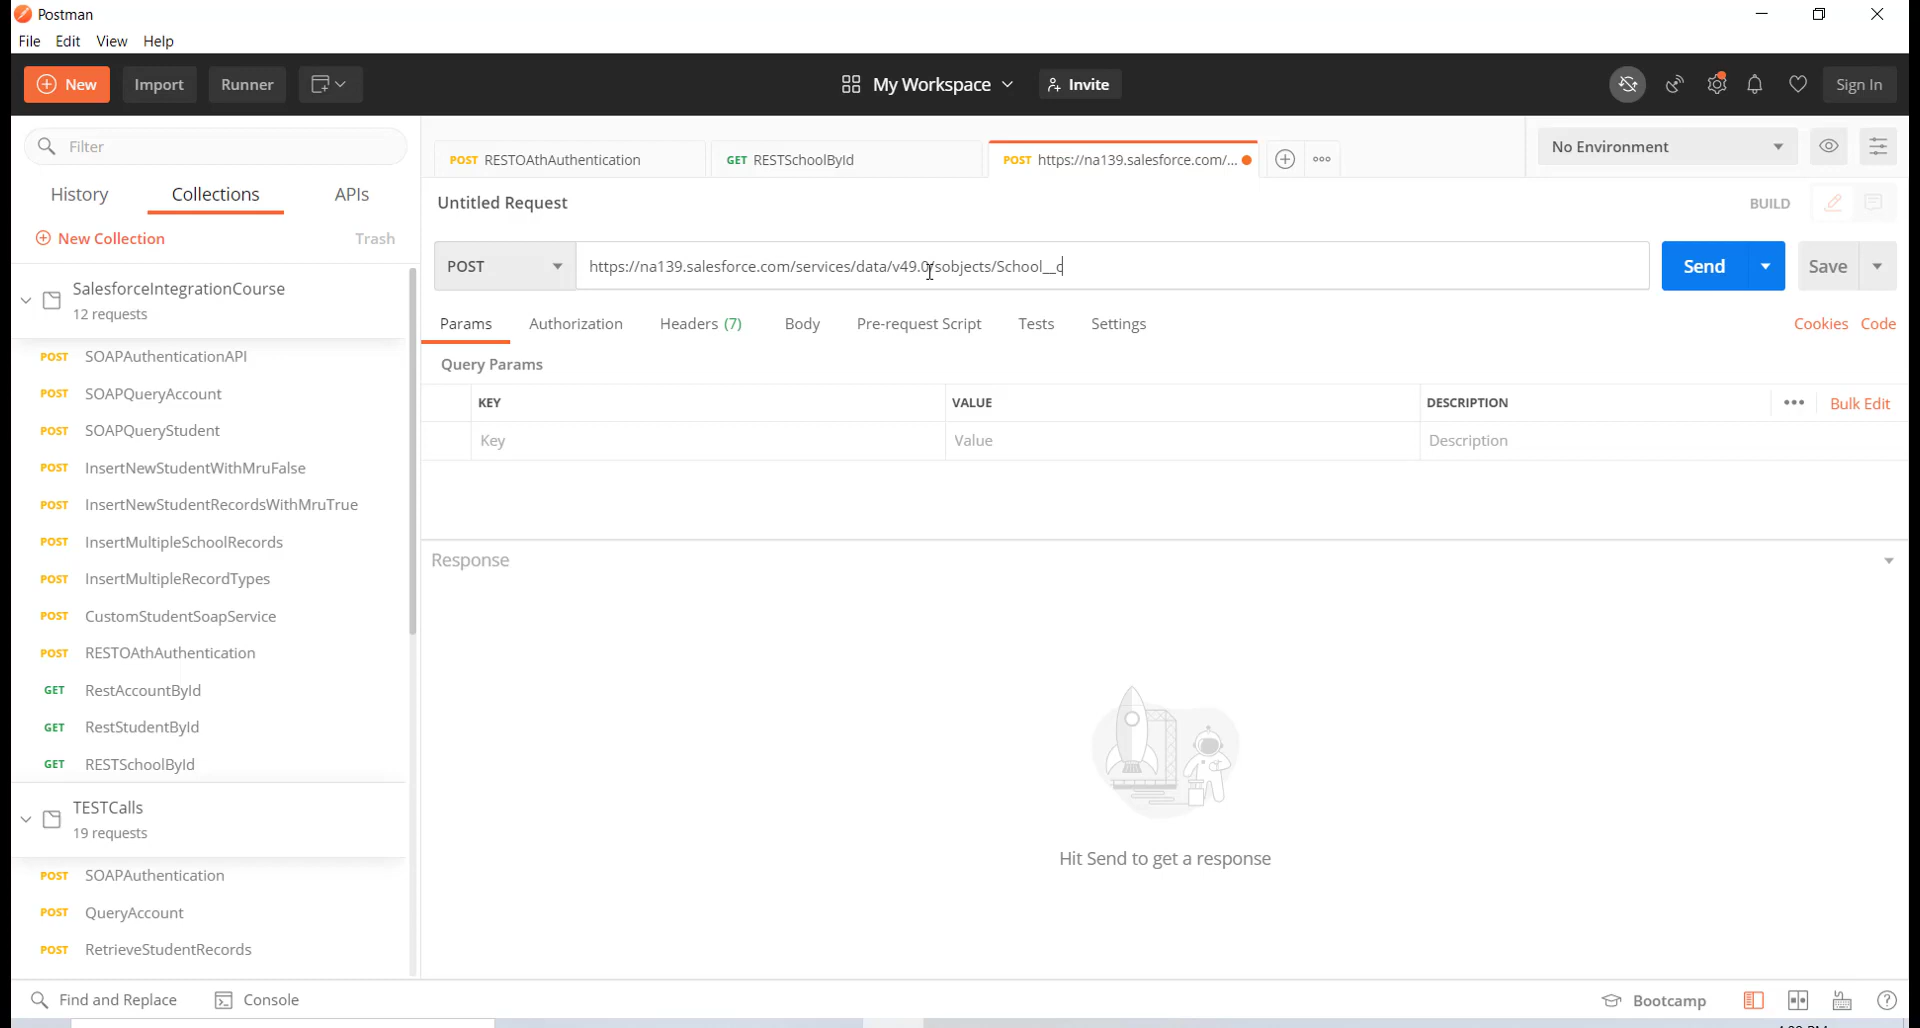 Postman
File Edit View Help
New Import Runner My Workspace Invite Sign In
Filter
History Collections APIs
New Collection Trash
SalesforceIntegrationCourse
12 requests
POST SOAPAuthenticationAPI
POST SOAPQueryAccount
POST SOAPQueryStudent
POST InsertNewStudentWithMruFalse
POST InsertNewStudentRecordsWithMruTrue
POST InsertMultipleSchoolRecords
POST InsertMultipleRecordTypes
POST CustomStudentSoapService
POST RESTOAthAuthentication
GET RestAccountById
GET RestStudentById
GET RESTSchoolById
TESTCalls
19 requests
POST SOAPAuthentication
POST QueryAccount
POST RetrieveStudentRecords
POST RESTOAthAuthentication GET RESTSchoolById POST https://na139.salesforce.com/... No Environment
Untitled Request BUILD
POST https://na139.salesforce.com/services/data/v49.0/sobjects/School__c Send Save
Params Authorization Headers (7) Body Pre-request Script Tests Settings Cookies Code
Query Params
KEY VALUE DESCRIPTION ••• Bulk Edit
Key Value Description
Response
Hit Send to get a response
Find and Replace Console Bootcamp